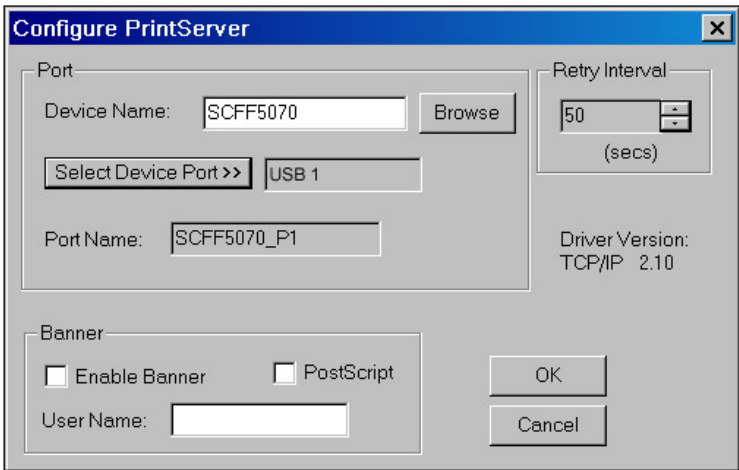 Configure PrintServer
Port
Device Name: SCFF5070 Browse
Select Device Port >> USB 1
Port Name: SCFF5070_P1
Retry Interval
50
(secs)
Driver Version:
TCP/IP 2.10
Banner
Enable Banner PostScript
User Name:
OK
Cancel